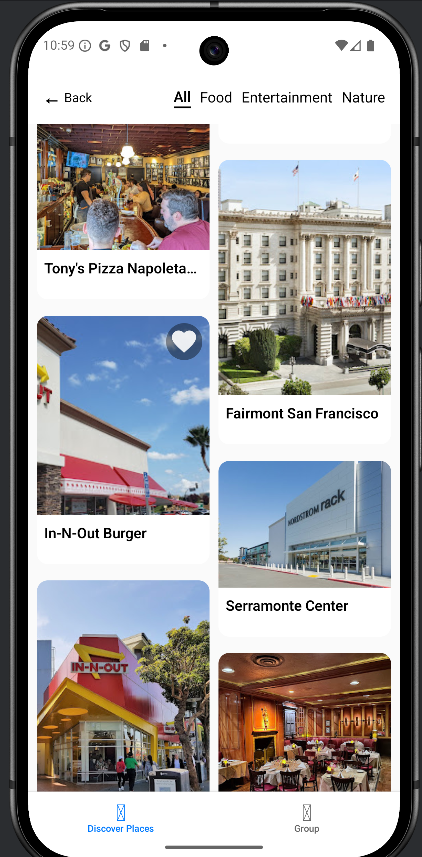 10:59
← Back
All Food Entertainment Nature
Tony's Pizza Napoleta...
Fairmont San Francisco
In-N-Out Burger
NORDSTROM rack
Serramonte Center
IN-N-OUT
Discover Places
Group